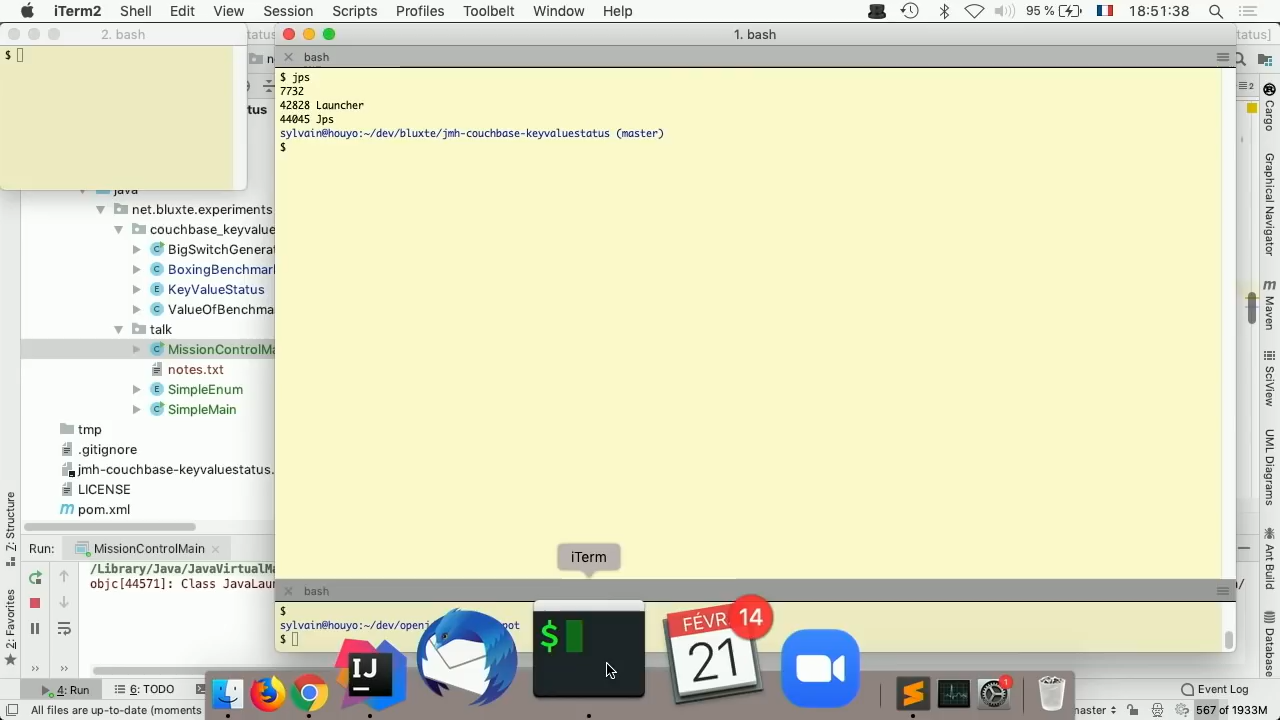 iTerm2 Shell Edit View Session Scripts Profiles Toolbelt Window Help 95 % 18:51:38
2. bash
1. bash
bash
$
$ jps
7732
42828 Launcher
44045 Jps
sylvain@houyo:~/dev/bluxte/jmh-couchbase-keyvaluestatus (master)
$
java
net.bluxte.experiments
couchbase_keyvalue
BigSwitchGenerat
BoxingBenchmar
KeyValueStatus
ValueOfBenchma
talk
MissionControlMa
notes.txt
SimpleEnum
SimpleMain
tmp
.gitignore
jmh-couchbase-keyvaluestatus.
LICENSE
pom.xml
Cargo
Graphical Navigator
Maven
SciView
UML Diagrams
Ant Build
Database
Z: Structure
2: Favorites
Run: MissionControlMain
/Library/Java/JavaVirtualMa
objc[44571]: Class JavaLaun
iTerm
bash
$
sylvain@houyo:~/dev/openj
pot
$
IJ
$
FÉVR.
21
14
1
4: Run
6: TODO
Event Log
All files are up-to-date (moments
master
567 of 1933M